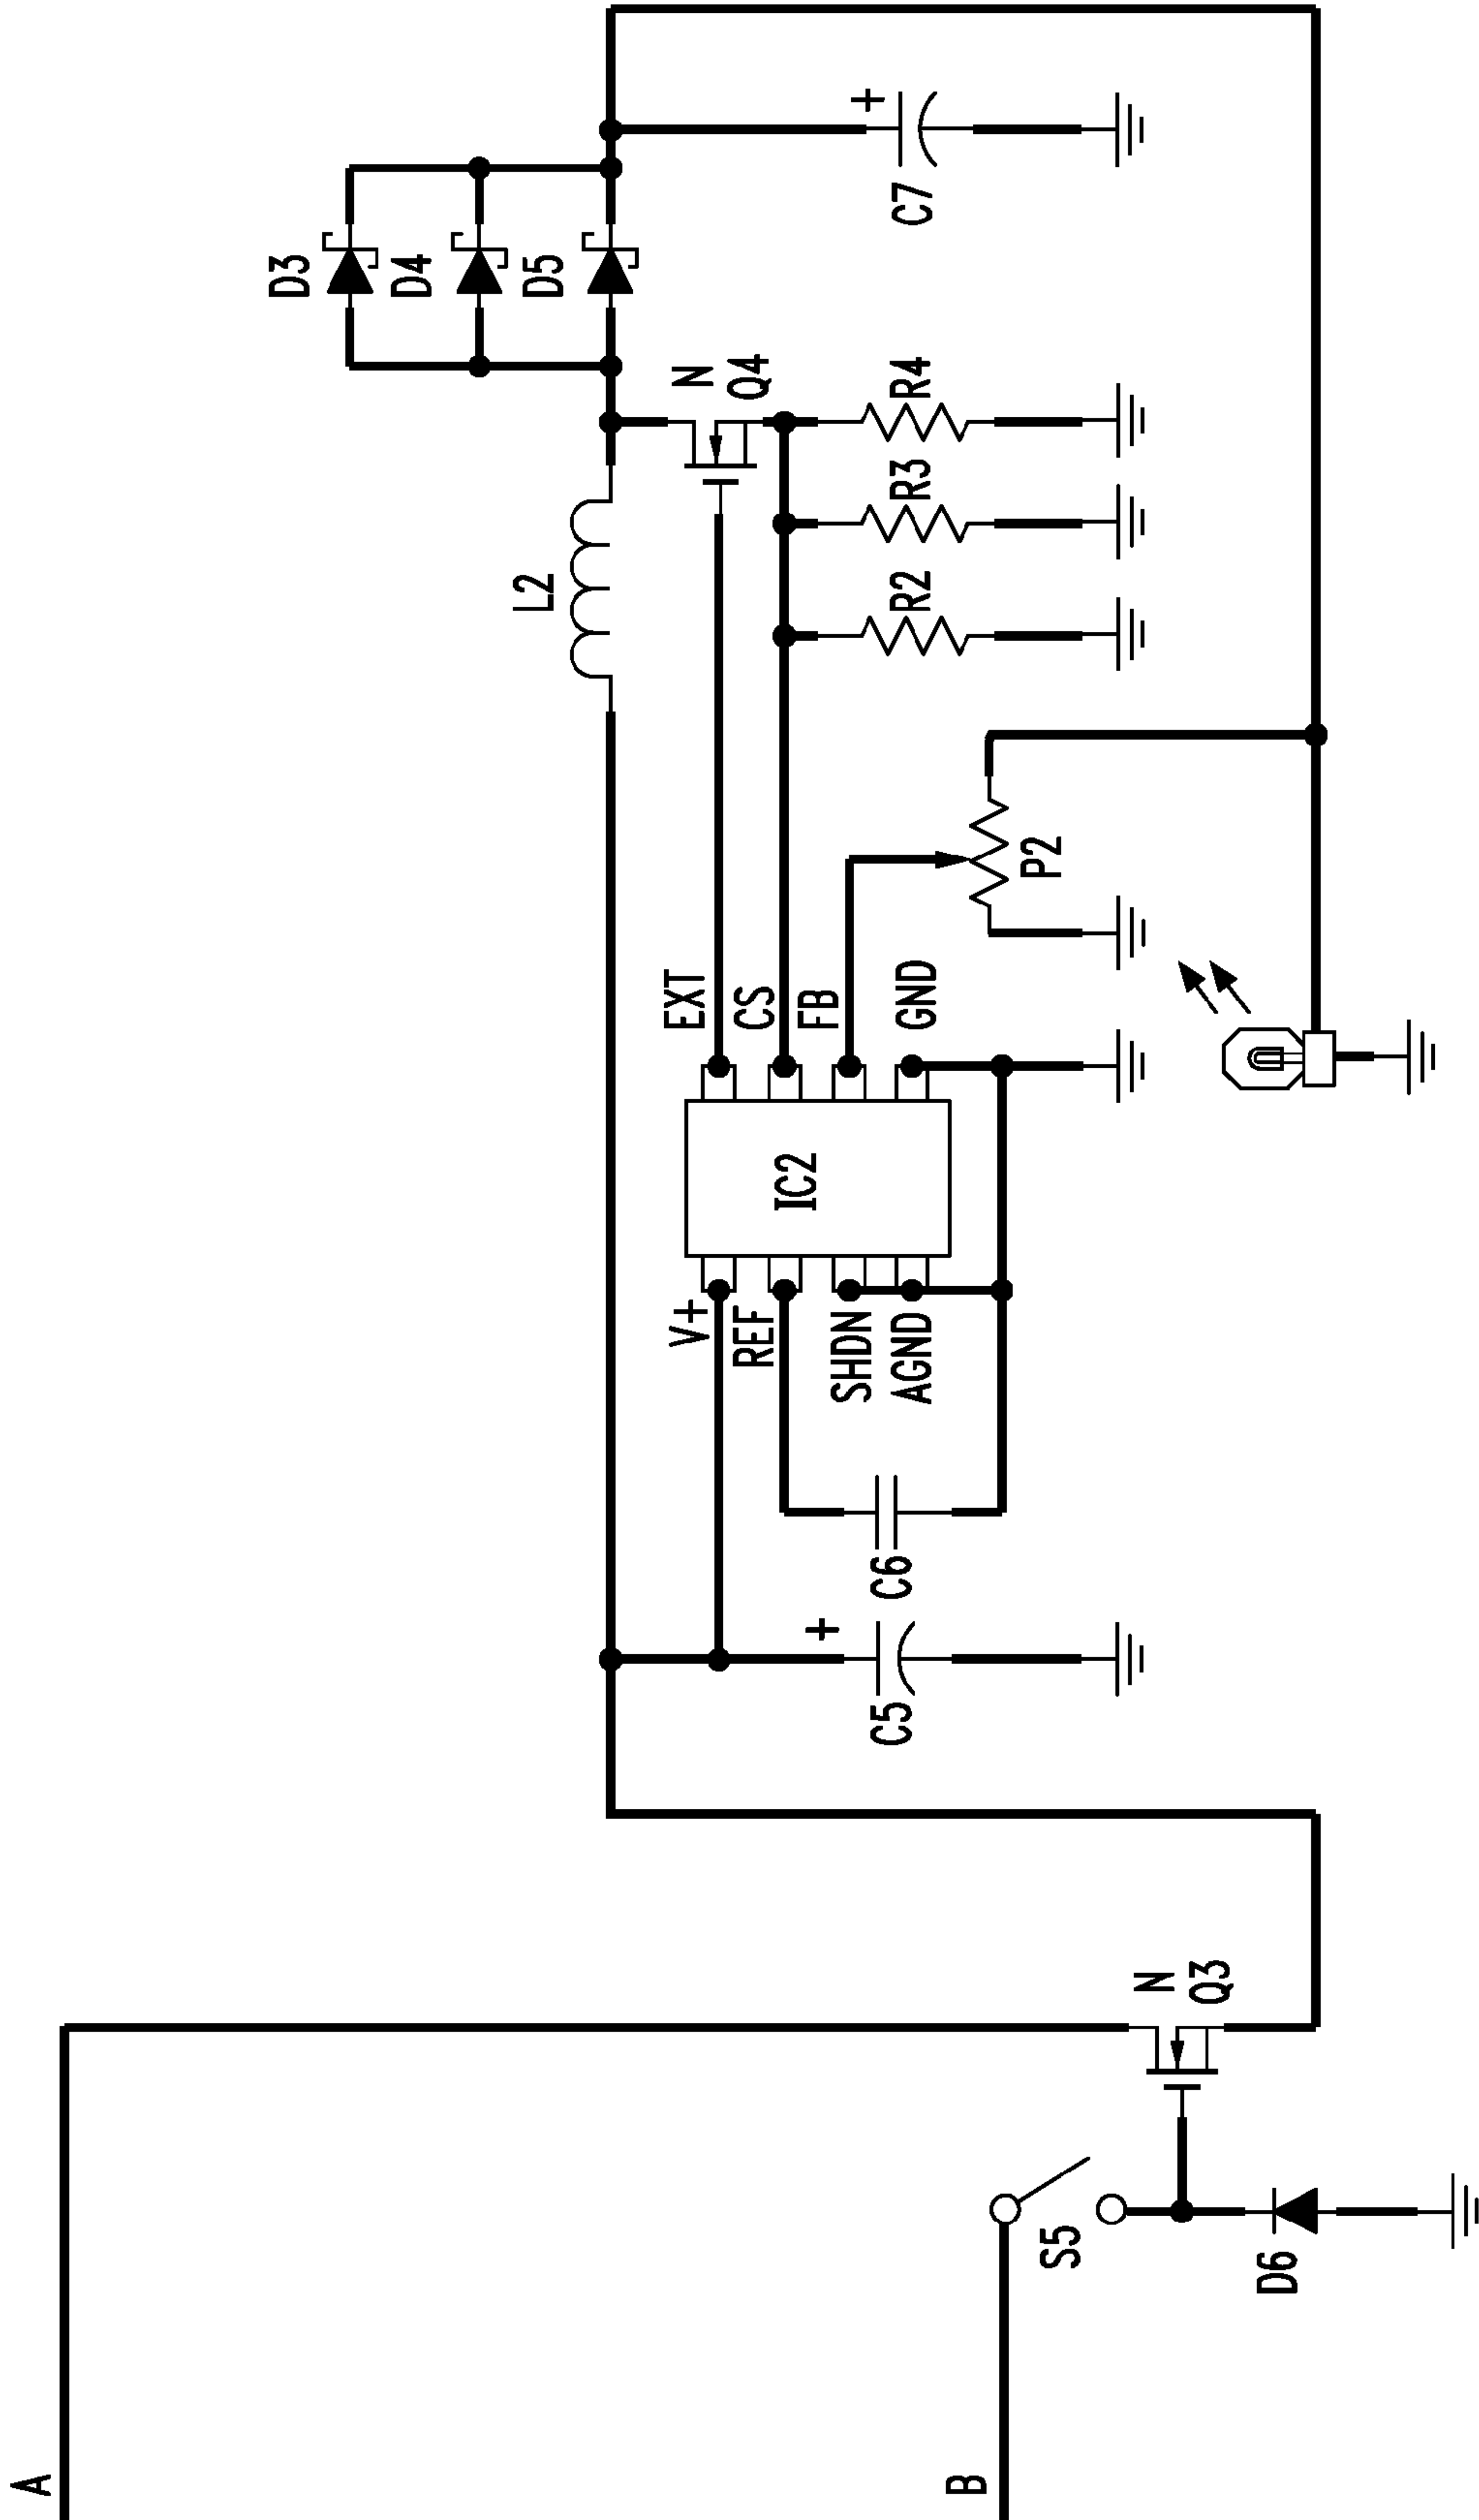 A
B
S5
D6
N
Q3
C5
+
C6
V+
REF
SHDN
AGND
IC2
EXT
CS
FB
GND
P2
L2
R2
R3
R4
N
Q4
D3
D4
D5
C7
+